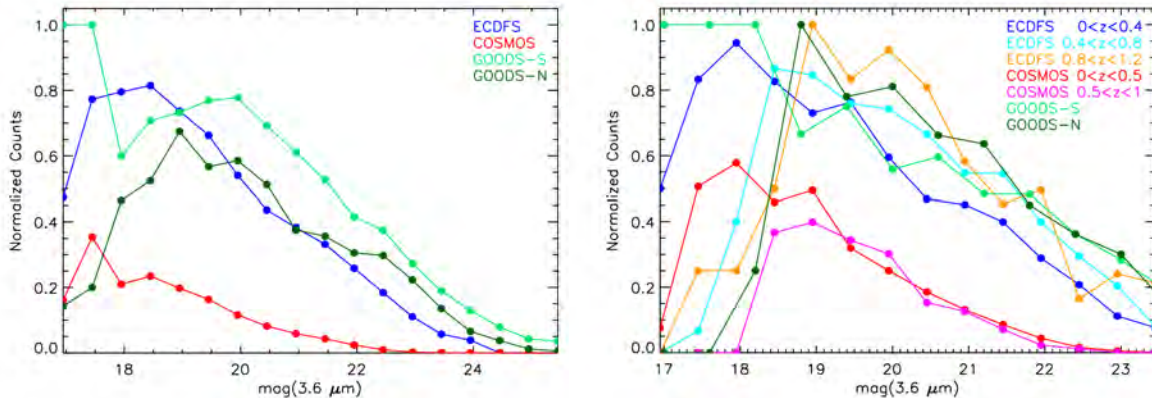 Normalized Counts
1.0
0.8
0.6
0.4
0.2
0.0
18
20
22
24
mag(3.6 μm)
ECDFS
COSMOS
GOODS-S
GOODS-N
Normalized Counts
1.0
0.8
0.6
0.4
0.2
0.0
17
18
19
20
21
22
23
mag(3.6 μm)
ECDFS 0<z<0.4
ECDFS 0.4<z<0.8
ECDFS 0.8<z<1.2
COSMOS 0<z<0.5
COSMOS 0.5<z<1
GOODS-S
GOODS-N